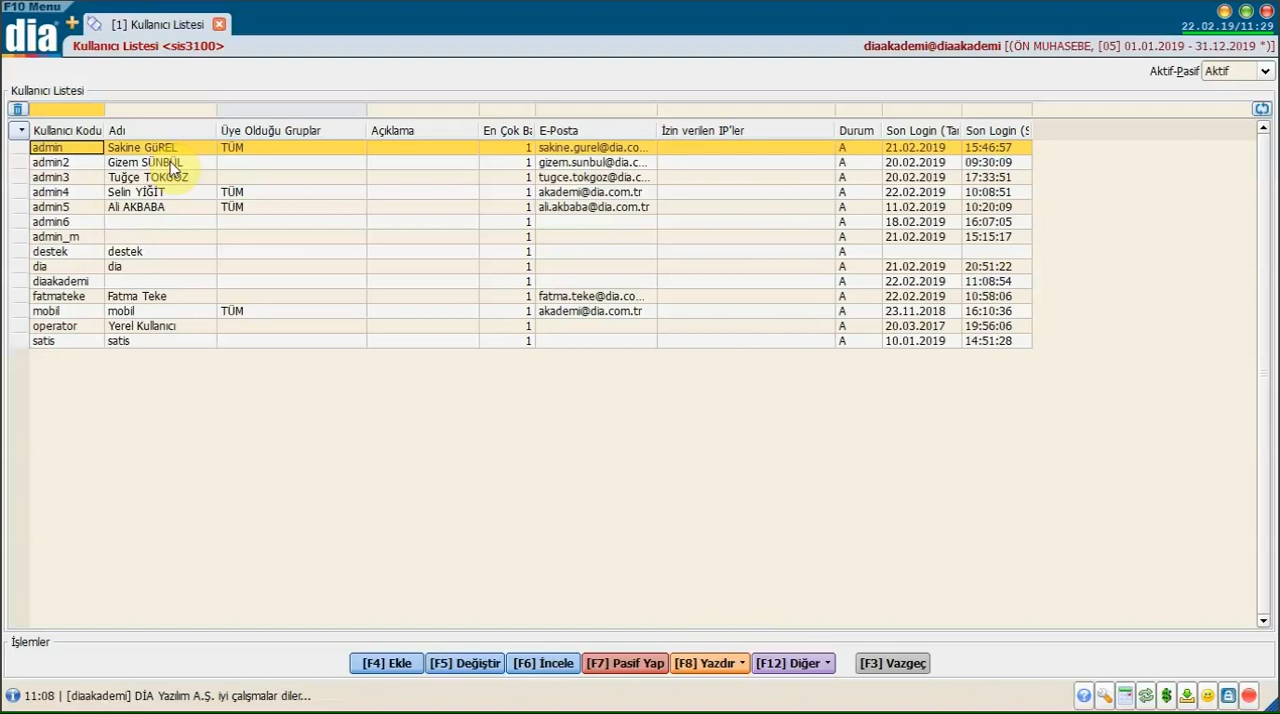 F10 Menu
dia
[1] Kullanıcı Listesi
22.02.19/11:29
Kullanıcı Listesi <sis3100>
diaakademi@diaakademi [(ÖN MUHASEBE, [05] 01.01.2019 - 31.12.2019 *)]
Aktif-Pasif Aktif
Kullanıcı Listesi
Kullanıcı Kodu Adı Üye Olduğu Gruplar Açıklama En Çok Ba E-Posta İzin verilen IP'ler Durum Son Login (Tar Son Login (S
admin Sakine GüREL TÜM 1 sakine.gurel@dia.co... A 21.02.2019 15:46:57
admin2 Gizem SÜNBÜL 1 gizem.sunbul@dia.c... A 20.02.2019 09:30:09
admin3 Tuğçe TOKGÖZ 1 tugce.tokgoz@dia.c... A 20.02.2019 17:33:51
admin4 Selin YİĞİT TÜM 1 akademi@dia.com.tr A 22.02.2019 10:08:51
admin5 Ali AKBABA TÜM 1 ali.akbaba@dia.com.tr A 11.02.2019 10:20:09
admin6 1 A 18.02.2019 16:07:05
admin_m 1 A 21.02.2019 15:15:17
destek destek 1 A
dia dia 1 A 21.02.2019 20:51:22
diaakademi 1 A 22.02.2019 11:08:54
fatmateke Fatma Teke 1 fatma.teke@dia.co... A 22.02.2019 10:58:06
mobil mobil TÜM 1 akademi@dia.com.tr A 23.11.2018 16:10:36
operator Yerel Kullanıcı 1 A 20.03.2017 19:56:06
satis satis 1 A 10.01.2019 14:51:28
İşlemler
[F4] Ekle [F5] Değiştir [F6] İncele [F7] Pasif Yap [F8] Yazdır [F12] Diğer [F3] Vazgeç
11:08 | [diaakademi] DİA Yazılım A.Ş. iyi çalışmalar diler...